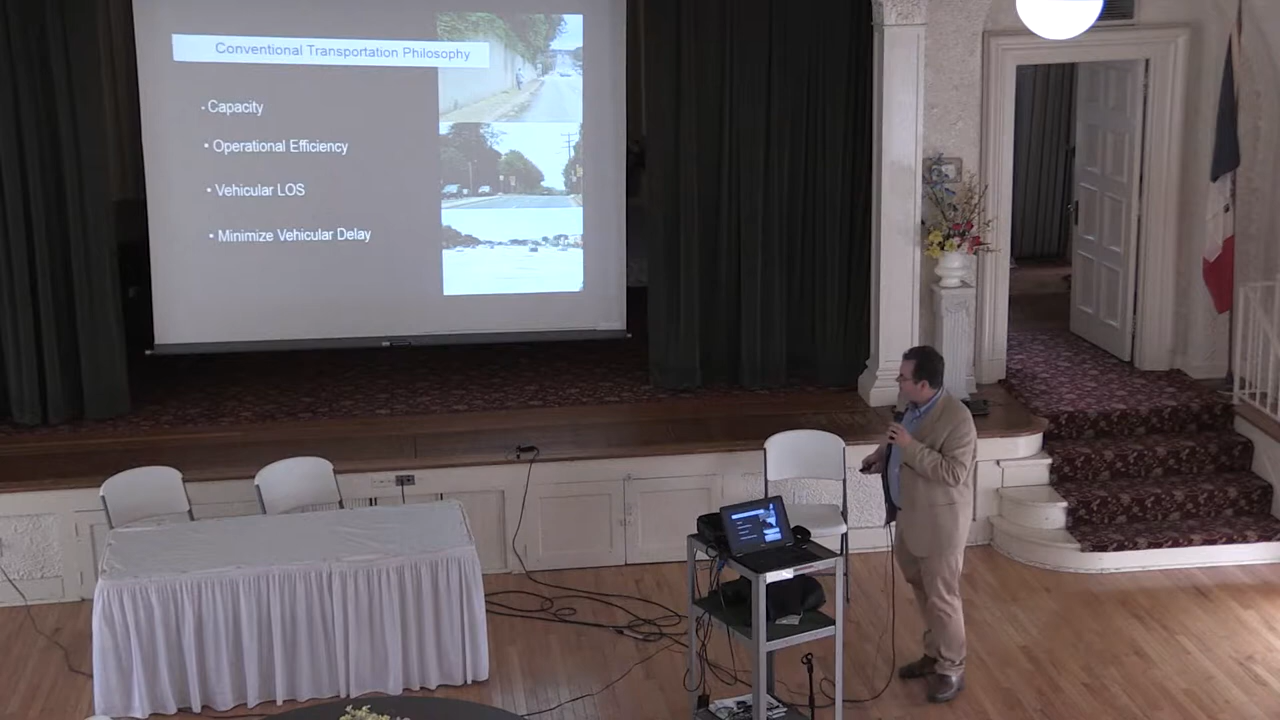 Conventional Transportation Philosophy
• Capacity
• Operational Efficiency
• Vehicular LOS
• Minimize Vehicular Delay